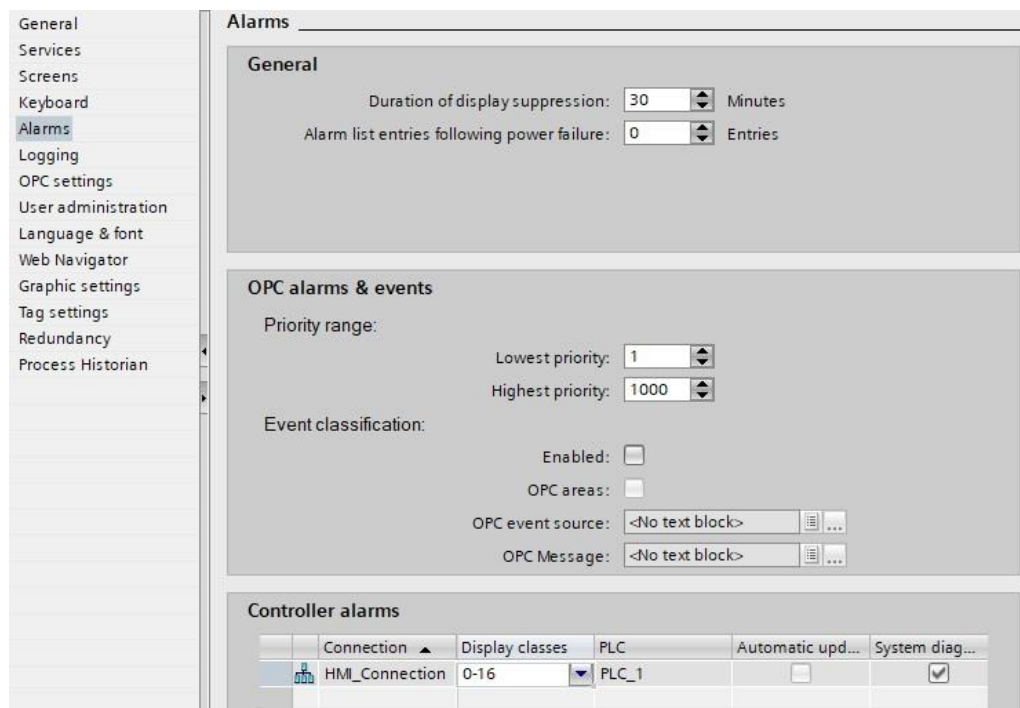 General
Services
Screens
Keyboard
Alarms
Logging
OPC settings
User administration
Language & font
Web Navigator
Graphic settings
Tag settings
Redundancy
Process Historian
Alarms
General
Duration of display suppression: 30 Minutes
Alarm list entries following power failure: 0 Entries
OPC alarms & events
Priority range:
Lowest priority: 1
Highest priority: 1000
Event classification:
Enabled:
OPC areas:
OPC event source: <No text block> ...
OPC Message: <No text block> ...
Controller alarms
Connection Display classes PLC Automatic upd... System diag...
HMI_Connection 0-16 PLC_1